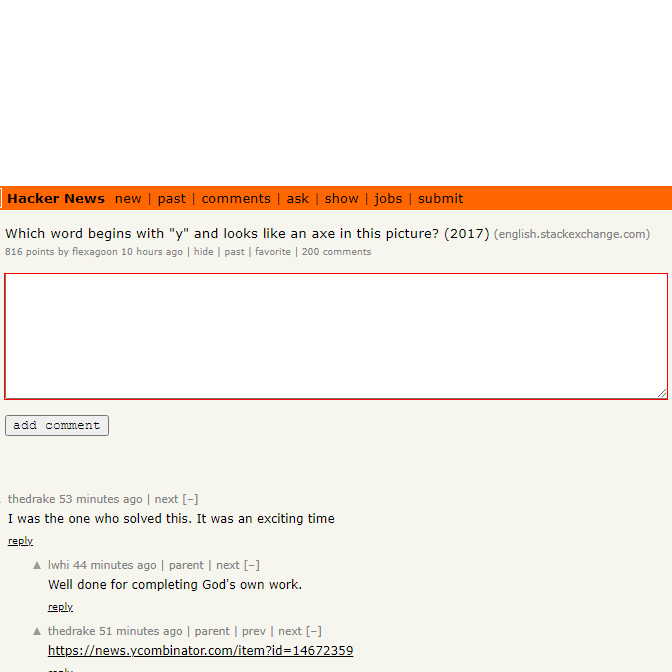 Hacker News new | past | comments | ask | show | jobs | submit
Which word begins with "y" and looks like an axe in this picture? (2017) (english.stackexchange.com)
816 points by flexagoon 10 hours ago | hide | past | favorite | 200 comments
add comment
thedrake 53 minutes ago | next [–]
I was the one who solved this. It was an exciting time
reply
▲ lwhi 44 minutes ago | parent | next [–]
Well done for completing God's own work.
reply
▲ thedrake 51 minutes ago | parent | prev | next [–]
https://news.ycombinator.com/item?id=14672359